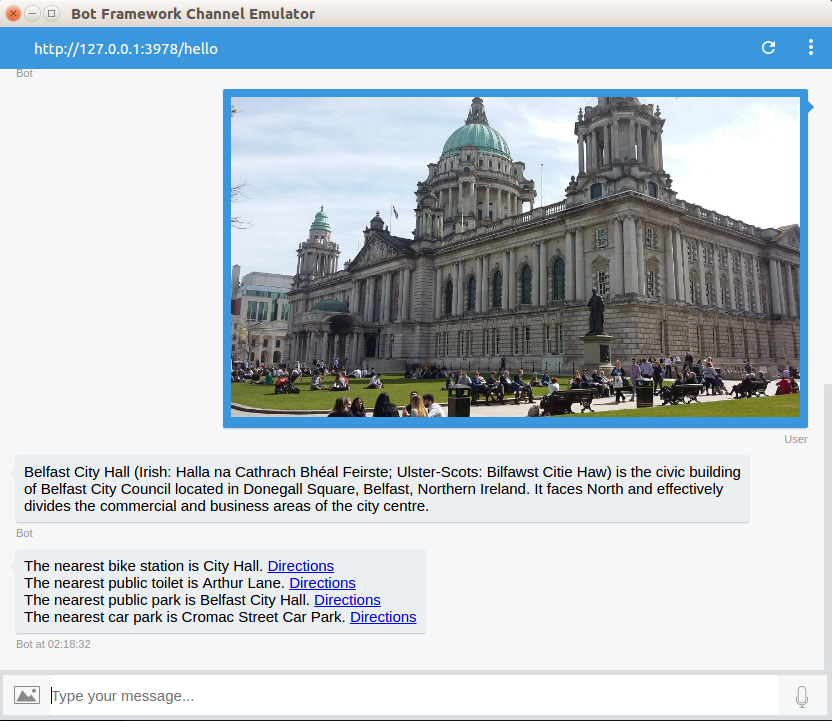 Bot Framework Channel Emulator
http://127.0.0.1:3978/hello
Bot
User
Belfast City Hall (Irish: Halla na Cathrach Bhéal Feirste; Ulster-Scots: Bilfawst Citie Haw) is the civic building
of Belfast City Council located in Donegall Square, Belfast, Northern Ireland. It faces North and effectively
divides the commercial and business areas of the city centre.
Bot
The nearest bike station is City Hall. Directions
The nearest public toilet is Arthur Lane. Directions
The nearest public park is Belfast City Hall. Directions
The nearest car park is Cromac Street Car Park. Directions
Bot at 02:18:32
Type your message...